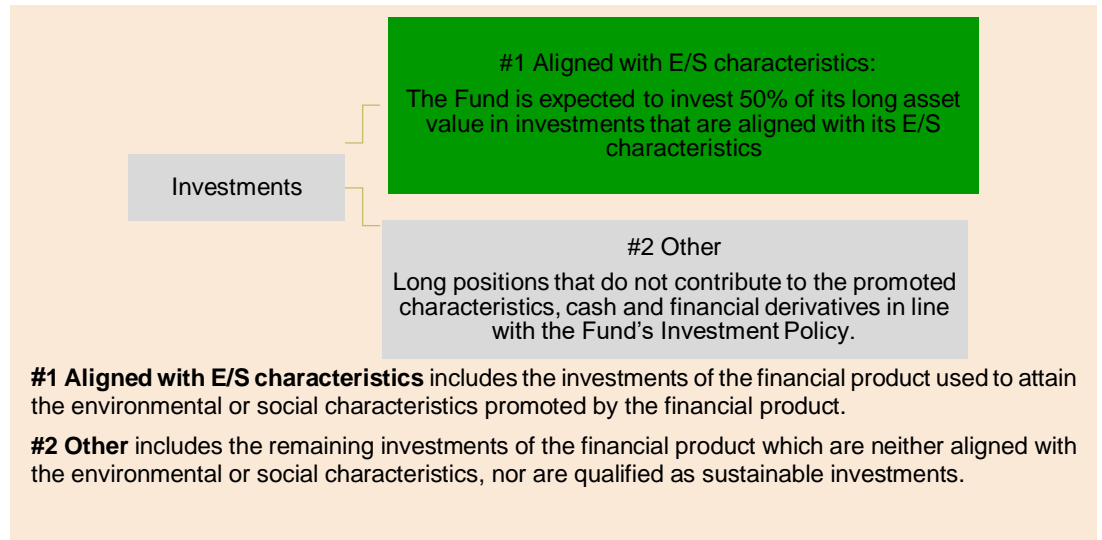 #1 Aligned with E/S characteristics:
The Fund is expected to invest 50% of its long asset
value in investments that are aligned with its E/S
characteristics
Investments
#2 Other
Long positions that do not contribute to the promoted
characteristics, cash and financial derivatives in line
with the Fund's Investment Policy.
#1 Aligned with E/S characteristics includes the investments of the financial product used to attain
the environmental or social characteristics promoted by the financial product.
#2 Other includes the remaining investments of the financial product which are neither aligned with
the environmental or social characteristics, nor are qualified as sustainable investments.